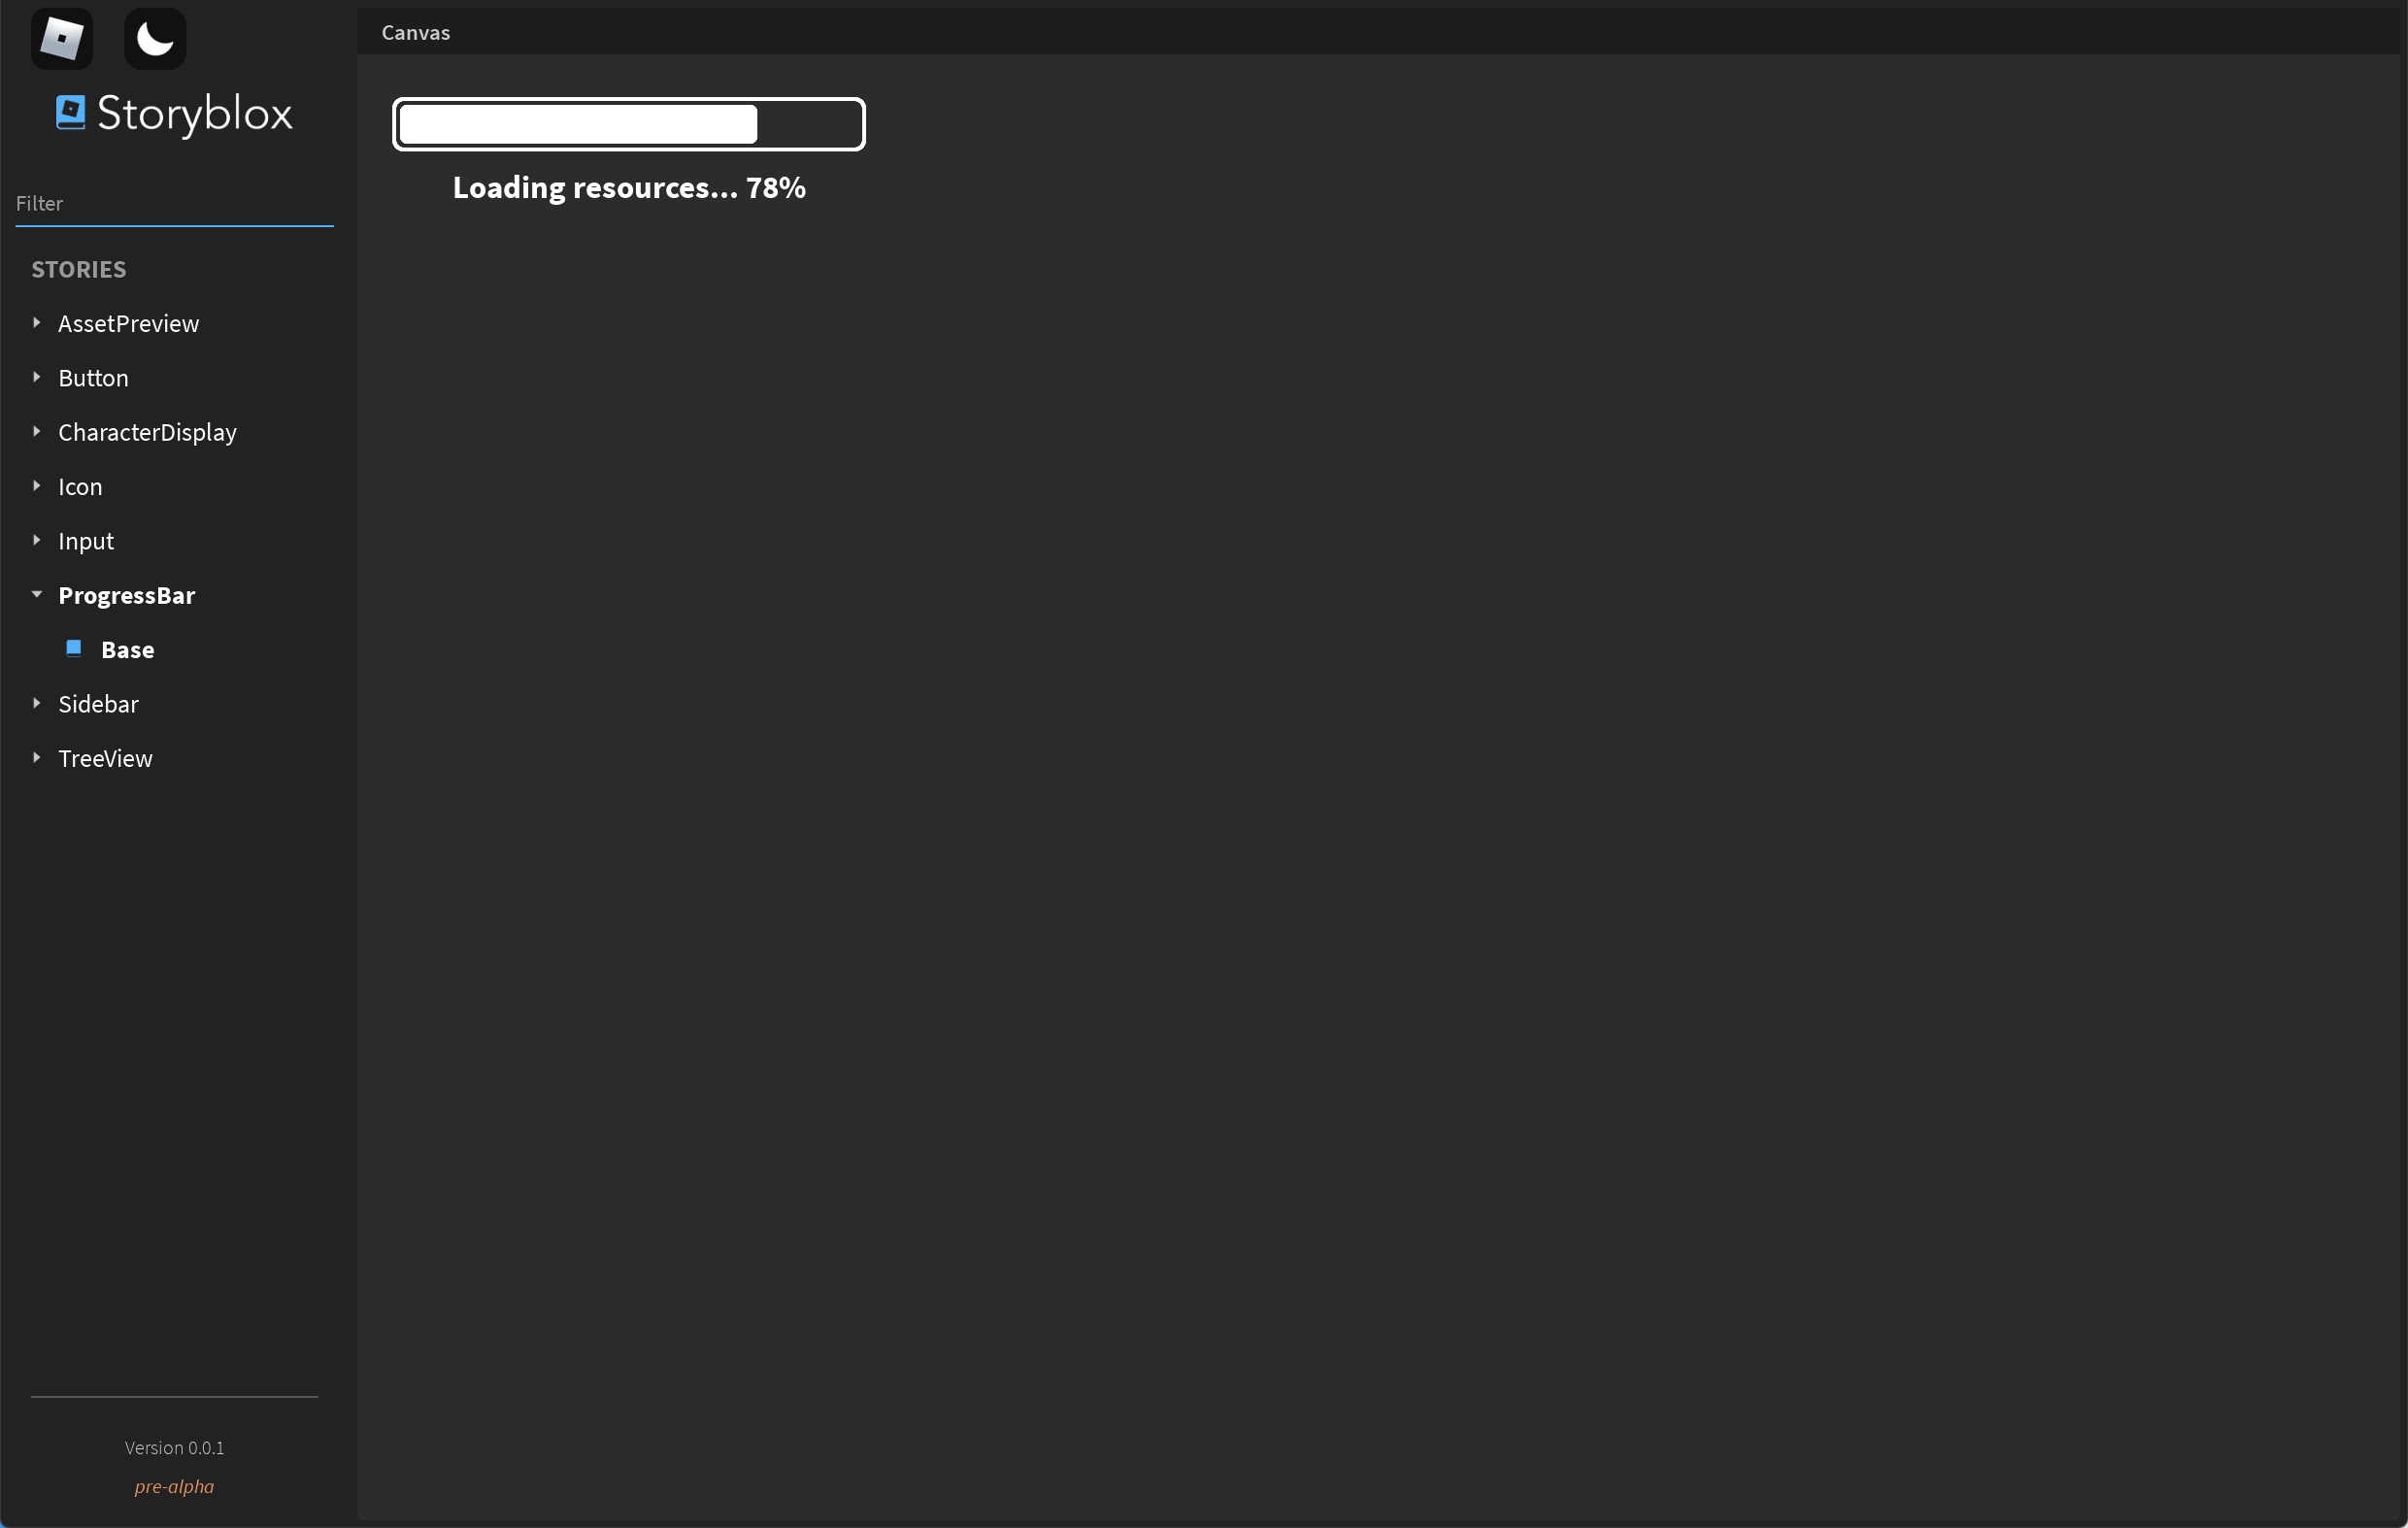 Storyblox
Filter
STORIES
AssetPreview
Button
CharacterDisplay
Icon
Input
ProgressBar
Base
Sidebar
TreeView
Version 0.0.1
pre-alpha
Canvas
Loading resources... 78%